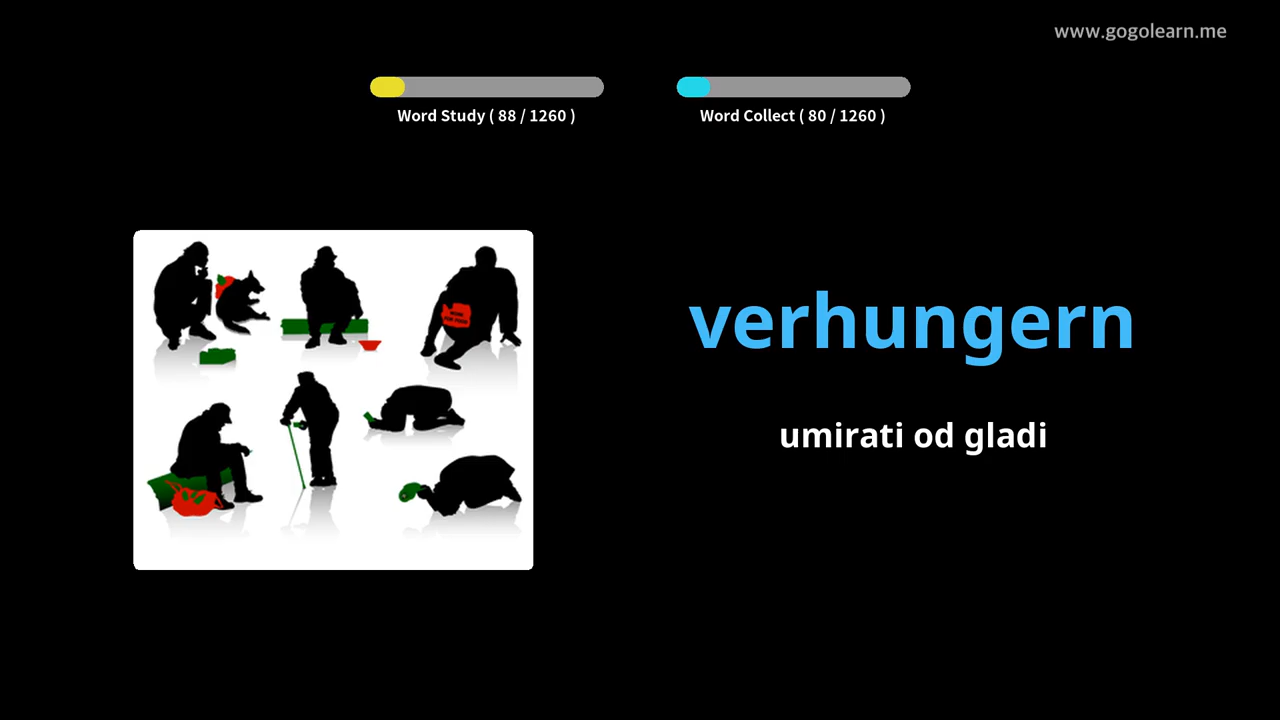 www.gogolearn.me
Word Study ( 88 / 1260 )
Word Collect ( 80 / 1260 )
verhungern
umirati od gladi